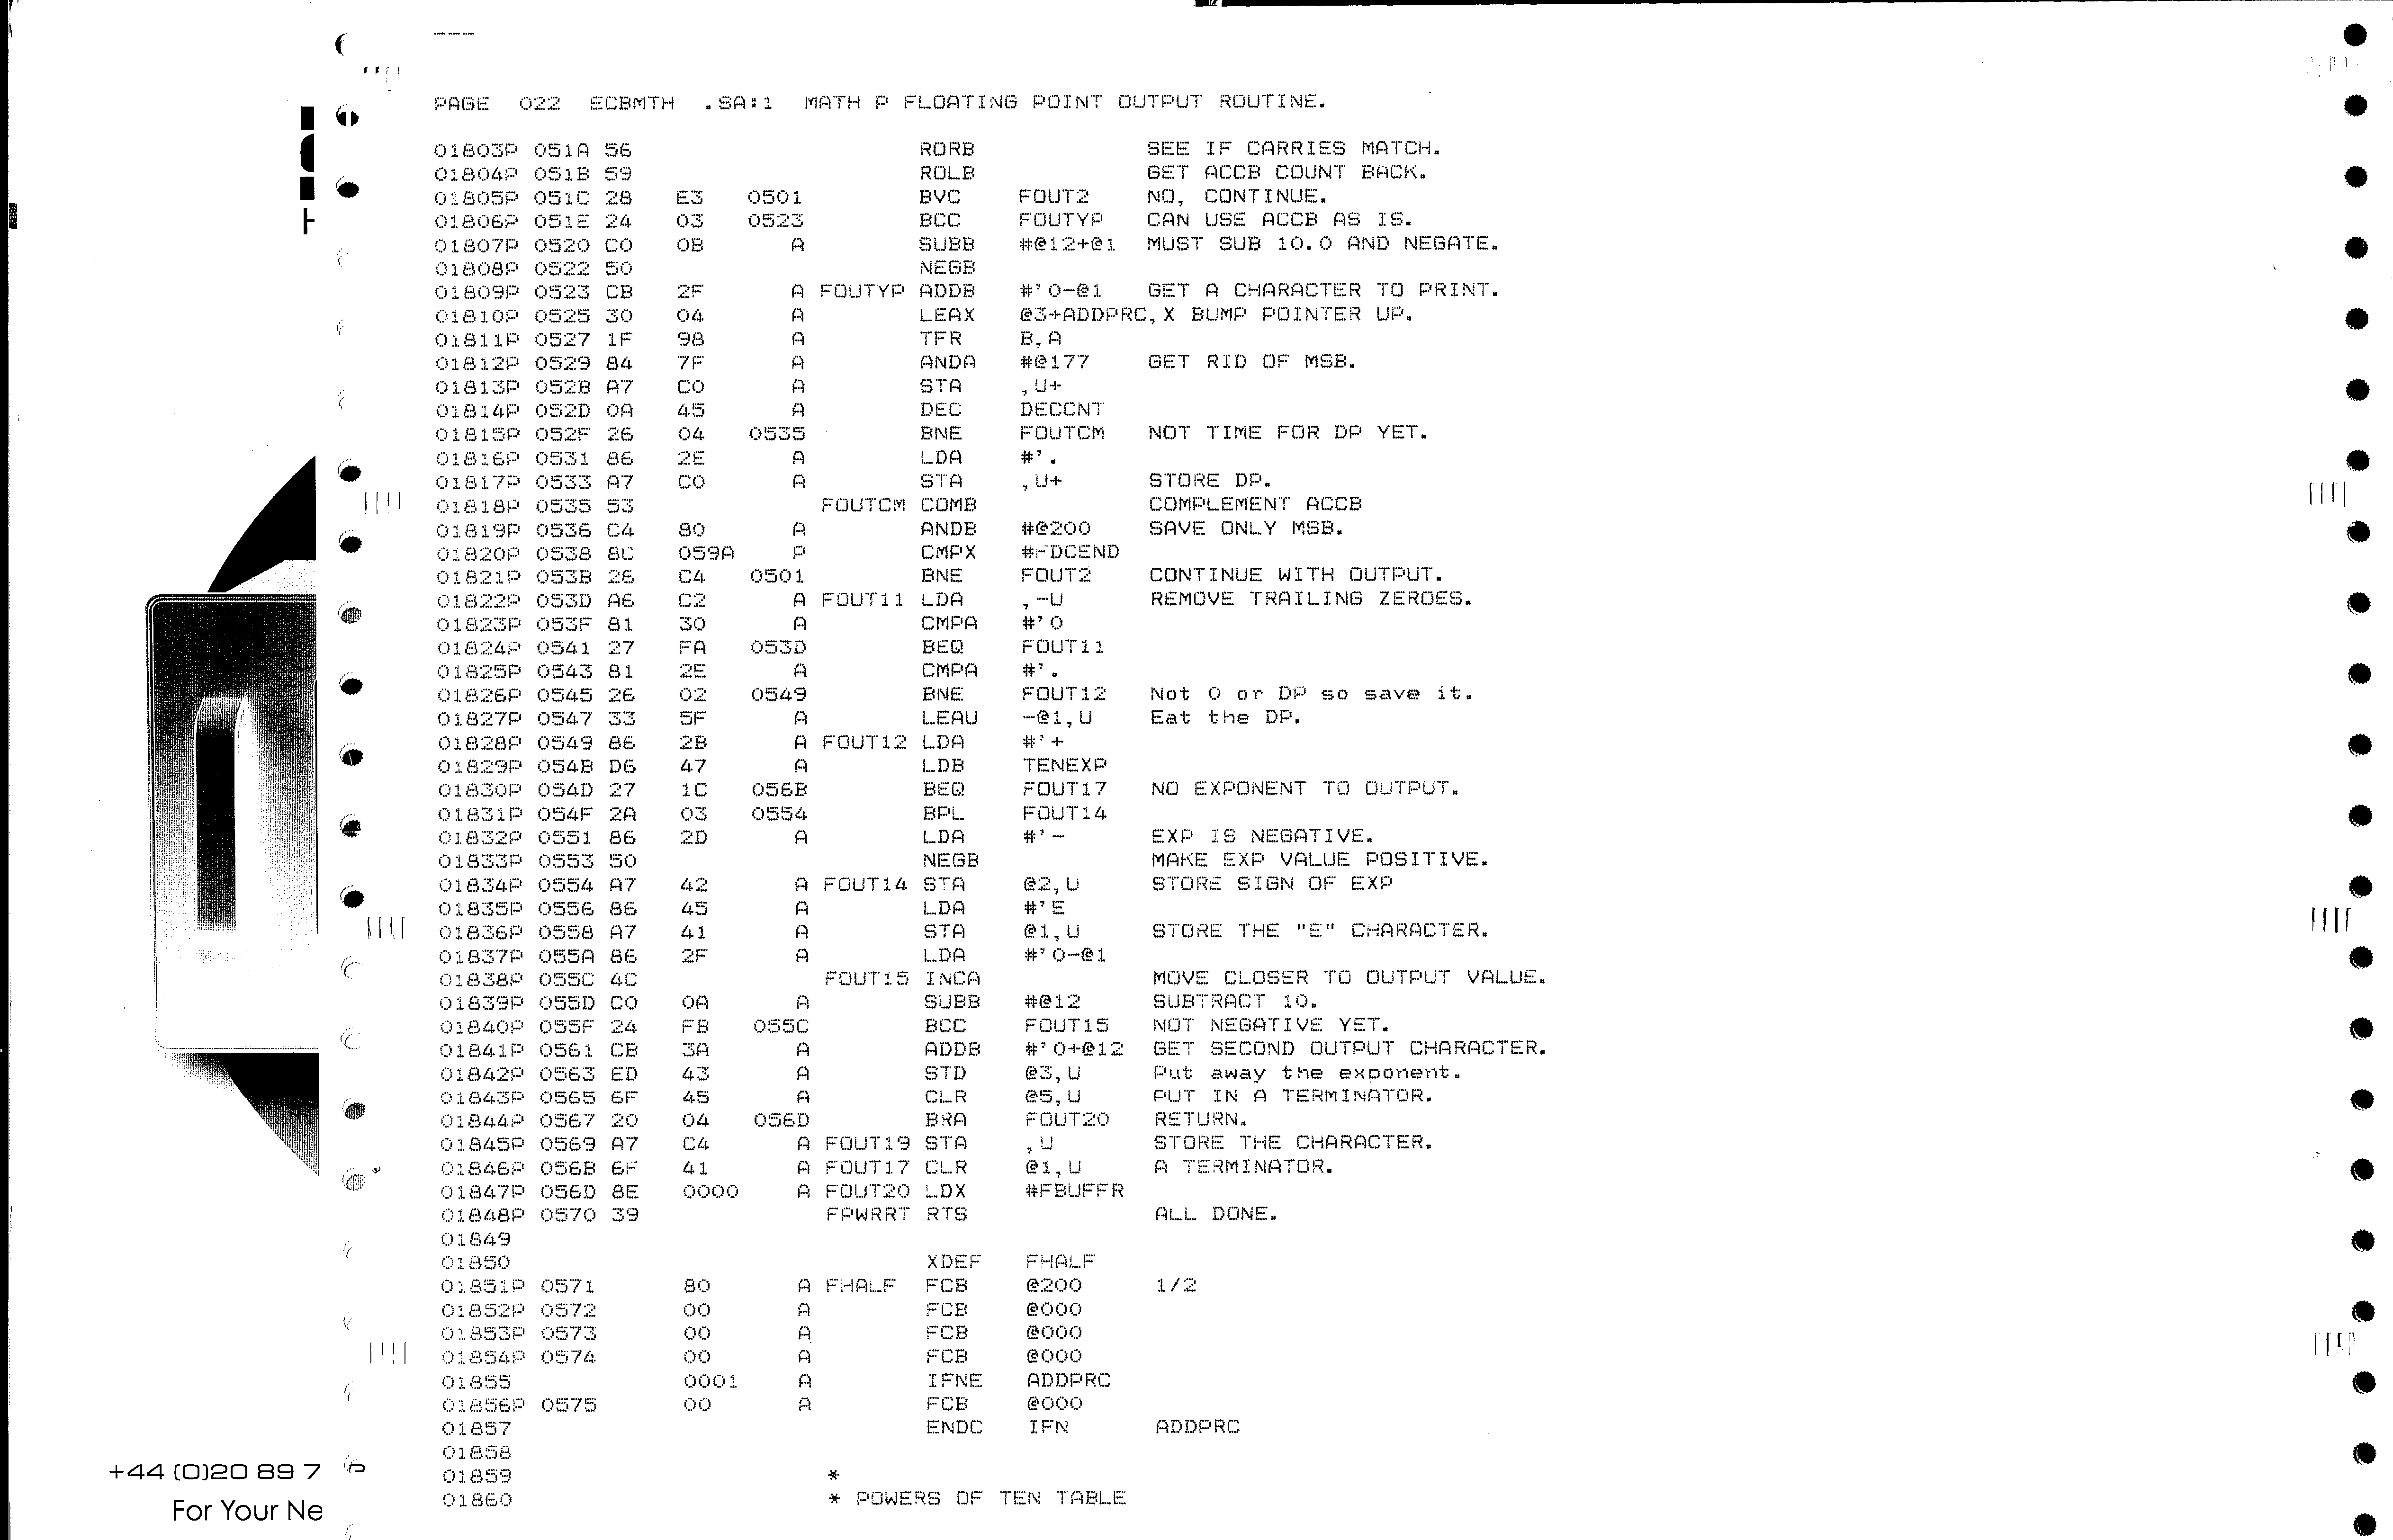 PAGE 022 ECBMTH .SA:1 MATH P FLOATING POINT OUTPUT ROUTINE.
01803P 051A 56 RORB SEE IF CARRIES MATCH.
01804P 051B 59 ROLB GET ACCB COUNT BACK.
01805P 051C 28 E3 0501 BVC FOUT2 NO, CONTINUE.
01806P 051E 24 03 0523 BCC FOUTYP CAN USE ACCB AS IS.
01807P 0520 C0 0B A SUBB #@12+@1 MUST SUB 10.0 AND NEGATE.
01808P 0522 50 NEGB
01809P 0523 CB 2F A FOUTYP ADDB #'0-@1 GET A CHARACTER TO PRINT.
01810P 0525 30 04 A LEAX @3+ADDPRC,X BUMP POINTER UP.
01811P 0527 1F 98 A TFR B,A
01812P 0529 84 7F A ANDA #@177 GET RID OF MSB.
01813P 052B A7 C0 A STA ,U+
01814P 052D 0A 45 A DEC DECCNT
01815P 052F 26 04 0535 BNE FOUTCM NOT TIME FOR DP YET.
01816P 0531 86 2E A LDA #'.
01817P 0533 A7 C0 A STA ,U+ STORE DP.
01818P 0535 53 FOUTCM COMB COMPLEMENT ACCB
01819P 0536 C4 80 A ANDB #@200 SAVE ONLY MSB.
01820P 0538 8C 059A P CMPX #FDCEND
01821P 053B 26 C4 0501 BNE FOUT2 CONTINUE WITH OUTPUT.
01822P 053D A6 C2 A FOUT11 LDA ,-U REMOVE TRAILING ZEROES.
01823P 053F 81 30 A CMPA #'0
01824P 0541 27 FA 053D BEQ FOUT11
01825P 0543 81 2E A CMPA #'.
01826P 0545 26 02 0549 BNE FOUT12 Not 0 or DP so save it.
01827P 0547 33 5F A LEAU -@1,U Eat the DP.
01828P 0549 86 2B A FOUT12 LDA #'+
01829P 054B D6 47 A LDB TENEXP
01830P 054D 27 1C 056B BEQ FOUT17 NO EXPONENT TO OUTPUT.
01831P 054F 2A 03 0554 BPL FOUT14
01832P 0551 86 2D A LDA #'- EXP IS NEGATIVE.
01833P 0553 50 NEGB MAKE EXP VALUE POSITIVE.
01834P 0554 A7 42 A FOUT14 STA @2,U STORE SIGN OF EXP
01835P 0556 86 45 A LDA #'E
01836P 0558 A7 41 A STA @1,U STORE THE "E" CHARACTER.
01837P 055A 86 2F A LDA #'0-@1
01838P 055C 4C FOUT15 INCA MOVE CLOSER TO OUTPUT VALUE.
01839P 055D C0 0A A SUBB #@12 SUBTRACT 10.
01840P 055F 24 FB 055C BCC FOUT15 NOT NEGATIVE YET.
01841P 0561 CB 3A A ADDB #'0+@12 GET SECOND OUTPUT CHARACTER.
01842P 0563 ED 43 A STD @3,U Put away the exponent.
01843P 0565 6F 45 A CLR @5,U PUT IN A TERMINATOR.
01844P 0567 20 04 056D BRA FOUT20 RETURN.
01845P 0569 A7 C4 A FOUT19 STA ,U STORE THE CHARACTER.
01846P 056B 6F 41 A FOUT17 CLR @1,U A TERMINATOR.
01847P 056D 8E 0000 A FOUT20 LDX #FBUFFR
01848P 0570 39 FPWRRT RTS ALL DONE.
01849
01850 XDEF FHALF
01851P 0571 80 A FHALF FCB @200 1/2
01852P 0572 00 A FCB @000
01853P 0573 00 A FCB @000
01854P 0574 00 A FCB @000
01855 0001 A IFNE ADDPRC
01856P 0575 00 A FCB @000
01857 ENDC IFN ADDPRC
01858
01859 *
01860 * POWERS OF TEN TABLE
+44 (0)20 89 7
For Your Ne